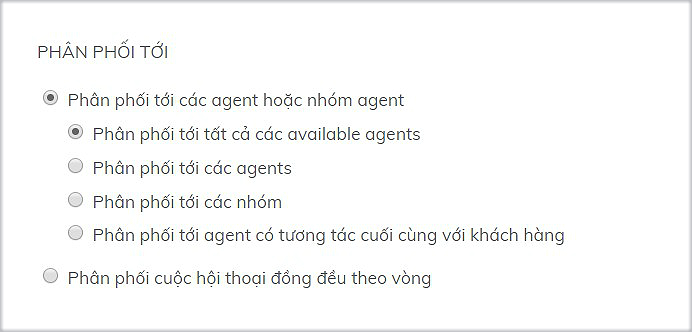 PHÂN PHỐI TỚI
Phân phối tới các agent hoặc nhóm agent
Phân phối tới tất cả các available agents
Phân phối tới các agents
Phân phối tới các nhóm
Phân phối tới agent có tương tác cuối cùng với khách hàng
Phân phối cuộc hội thoại đồng đều theo vòng